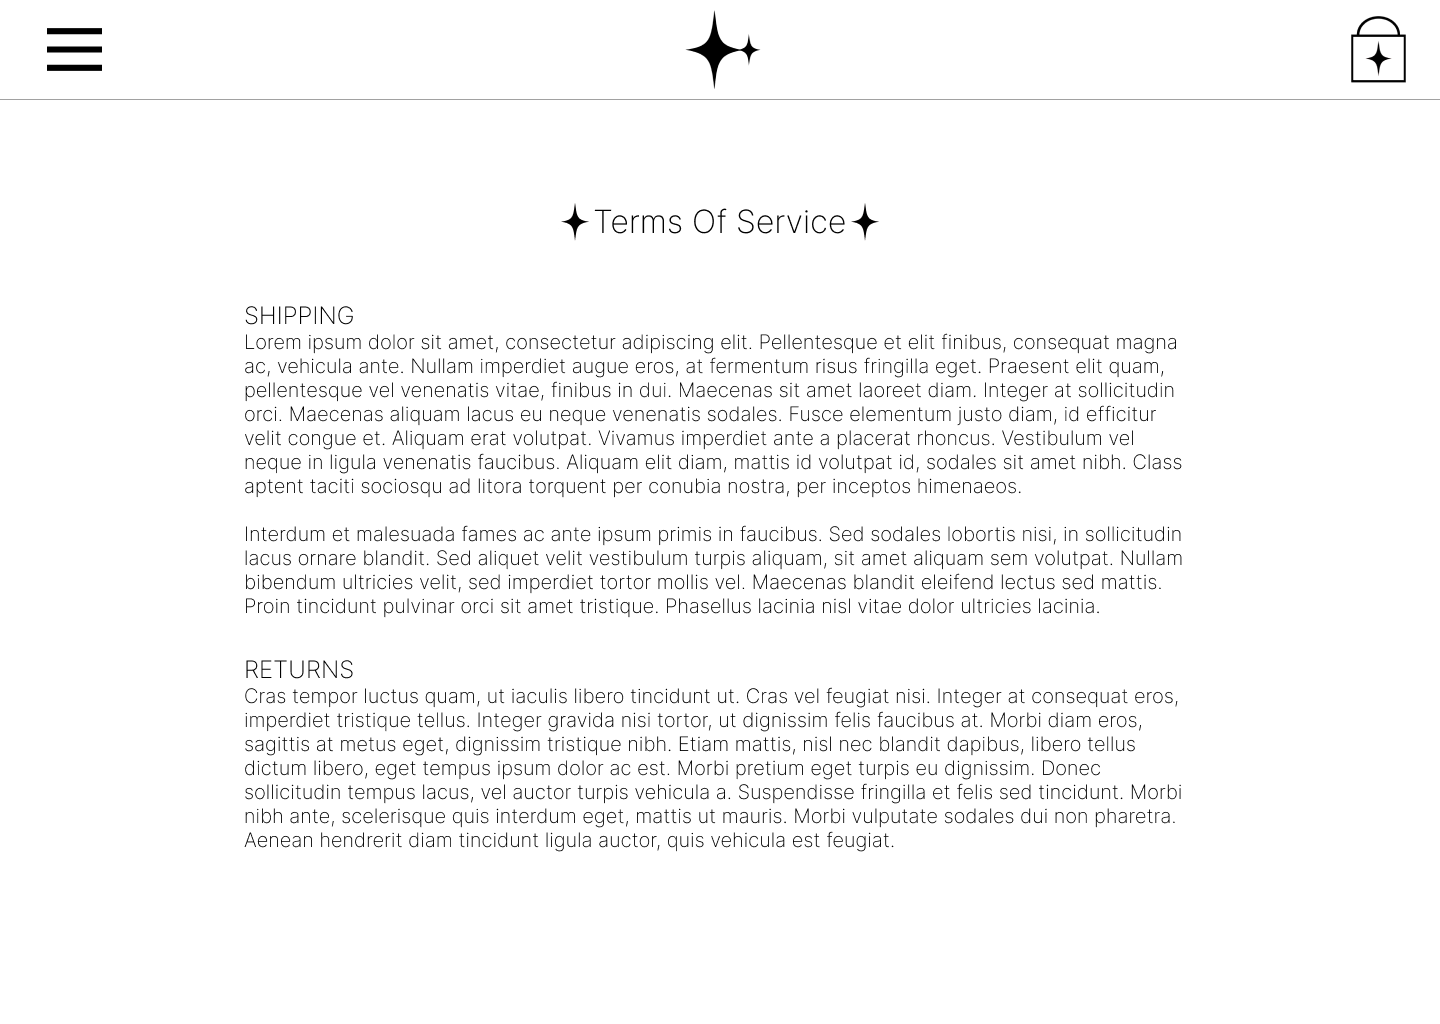 Terms Of Service
SHIPPING
Lorem ipsum dolor sit amet, consectetur adipiscing elit. Pellentesque et elit finibus, consequat magna
ac, vehicula ante. Nullam imperdiet augue eros, at fermentum risus fringilla eget. Praesent elit quam,
pellentesque vel venenatis vitae, finibus in dui. Maecenas sit amet laoreet diam. Integer at sollicitudin
orci. Maecenas aliquam lacus eu neque venenatis sodales. Fusce elementum justo diam, id efficitur
velit congue et. Aliquam erat volutpat. Vivamus imperdiet ante a placerat rhoncus. Vestibulum vel
neque in ligula venenatis faucibus. Aliquam elit diam, mattis id volutpat id, sodales sit amet nibh. Class
aptent taciti sociosqu ad litora torquent per conubia nostra, per inceptos himenaeos.
Interdum et malesuada fames ac ante ipsum primis in faucibus. Sed sodales lobortis nisi, in sollicitudin
lacus ornare blandit. Sed aliquet velit vestibulum turpis aliquam, sit amet aliquam sem volutpat. Nullam
bibendum ultricies velit, sed imperdiet tortor mollis vel. Maecenas blandit eleifend lectus sed mattis.
Proin tincidunt pulvinar orci sit amet tristique. Phasellus lacinia nisl vitae dolor ultricies lacinia.
RETURNS
Cras tempor luctus quam, ut iaculis libero tincidunt ut. Cras vel feugiat nisi. Integer at consequat eros,
imperdiet tristique tellus. Integer gravida nisi tortor, ut dignissim felis faucibus at. Morbi diam eros,
sagittis at metus eget, dignissim tristique nibh. Etiam mattis, nisl nec blandit dapibus, libero tellus
dictum libero, eget tempus ipsum dolor ac est. Morbi pretium eget turpis eu dignissim. Donec
sollicitudin tempus lacus, vel auctor turpis vehicula a. Suspendisse fringilla et felis sed tincidunt. Morbi
nibh ante, scelerisque quis interdum eget, mattis ut mauris. Morbi vulputate sodales dui non pharetra.
Aenean hendrerit diam tincidunt ligula auctor, quis vehicula est feugiat.